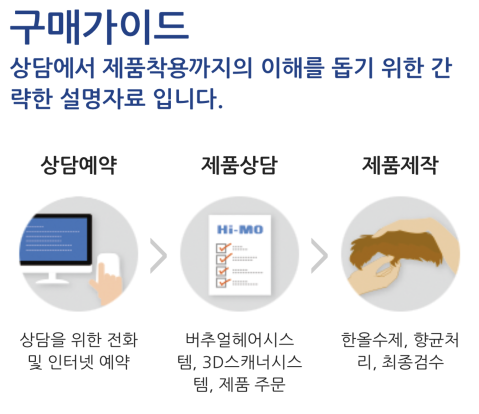 구매가이드
상담에서 제품착용까지의 이해를 돕기 위한 간
략한 설명자료 입니다.
상담예약
제품상담
제품제작
Hi-MO
상담을 위한 전화
및 인터넷 예약
버추얼헤어시스
템, 3D스캐너시스
템, 제품 주문
한올수제, 향균처
리, 최종검수